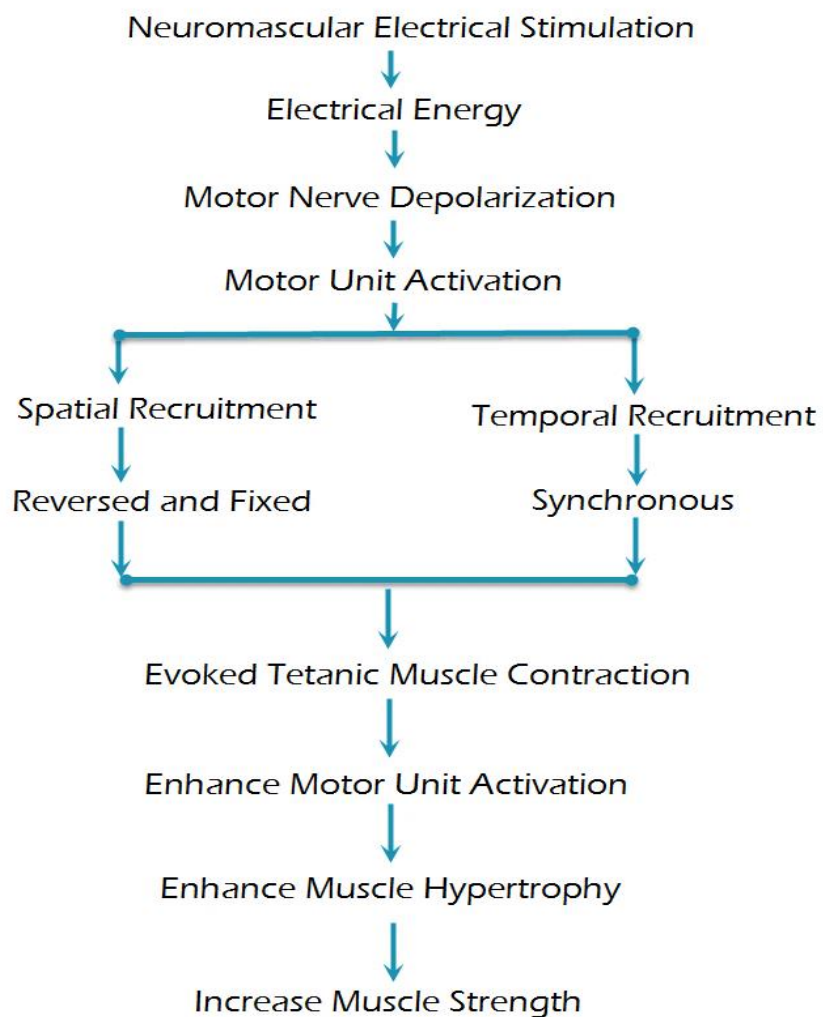 Neuromascular Electrical Stimulation
Electrical Energy
Motor Nerve Depolarization
Motor Unit Activation
Spatial Recruitment
Temporal Recruitment
Reversed and Fixed
Synchronous
Evoked Tetanic Muscle Contraction
Enhance Motor Unit Activation
Enhance Muscle Hypertrophy
Increase Muscle Strength